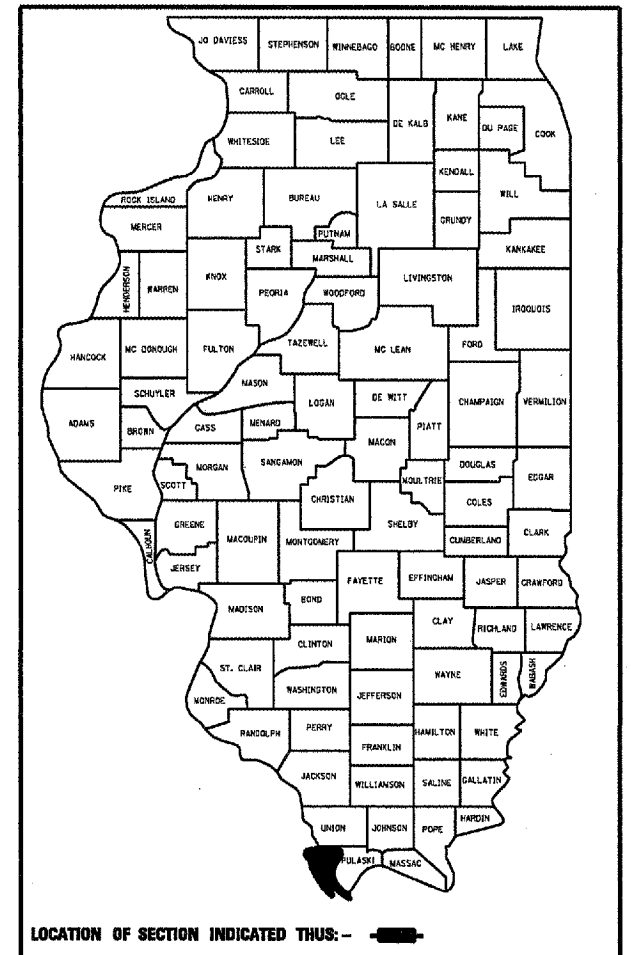 JO DAVIESS STEPHENSON WINNEBAGO BOONE MC HENRY LAKE
CARROLL OGLE
DE KALB KANE DU PAGE COOK
WHITESIDE LEE
KENDALL
ROCK ISLAND HENRY BUREAU LA SALLE WILL
MERCER PUTNAM GRUNDY
STARK MARSHALL KANKAKEE
HENDERSON WARREN KNOX PEORIA WOODFORD LIVINGSTON
IROQUOIS
HANCOCK MC DONOUGH FULTON TAZEWELL MC LEAN FORD
MASON
SCHUYLER LOGAN DE WITT CHAMPAIGN VERMILION
ADAMS BROWN CASS MENARD MACON PIATT
MORGAN SANGAMON DOUGLAS
PIKE SCOTT CHRISTIAN MOULTRIE COLES EDGAR
GREENE SHELBY
CALHOUN MACOUPIN MONTGOMERY CUMBERLAND CLARK
JERSEY
FAYETTE EFFINGHAM JASPER CRAWFORD
MADISON BOND
CLAY RICHLAND LAWRENCE
CLINTON MARION
ST. CLAIR WAYNE EDWARDS WABASH
WASHINGTON JEFFERSON
MONROE
RANDOLPH PERRY HAMILTON WHITE
FRANKLIN
JACKSON WILLIAMSON SALINE GALLATIN
HARDIN
UNION JOHNSON POPE
PULASKI MASSAC
LOCATION OF SECTION INDICATED THUS:-